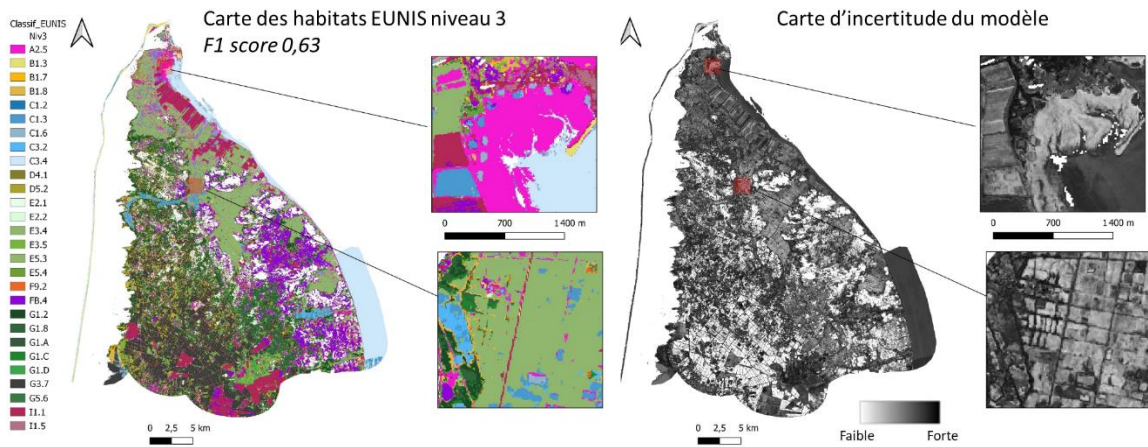 Classif_EUNIS
Niv3
A2.5
B1.3
B1.7
B1.8
C1.2
C1.3
C1.6
C3.2
C3.4
D4.1
D5.2
E2.1
E2.2
E3.4
E3.5
E5.3
E5.4
F9.2
FB.4
G1.2
G1.8
G1.A
G1.C
G1.D
G3.7
G5.6
I1.1
I1.5
Carte des habitats EUNIS niveau 3
F1 score 0,63
0 700 1 400 m
0 2,5 5 km
Carte d’incertitude du modèle
0 700 1 400 m
0 2,5 5 km
Faible Forte